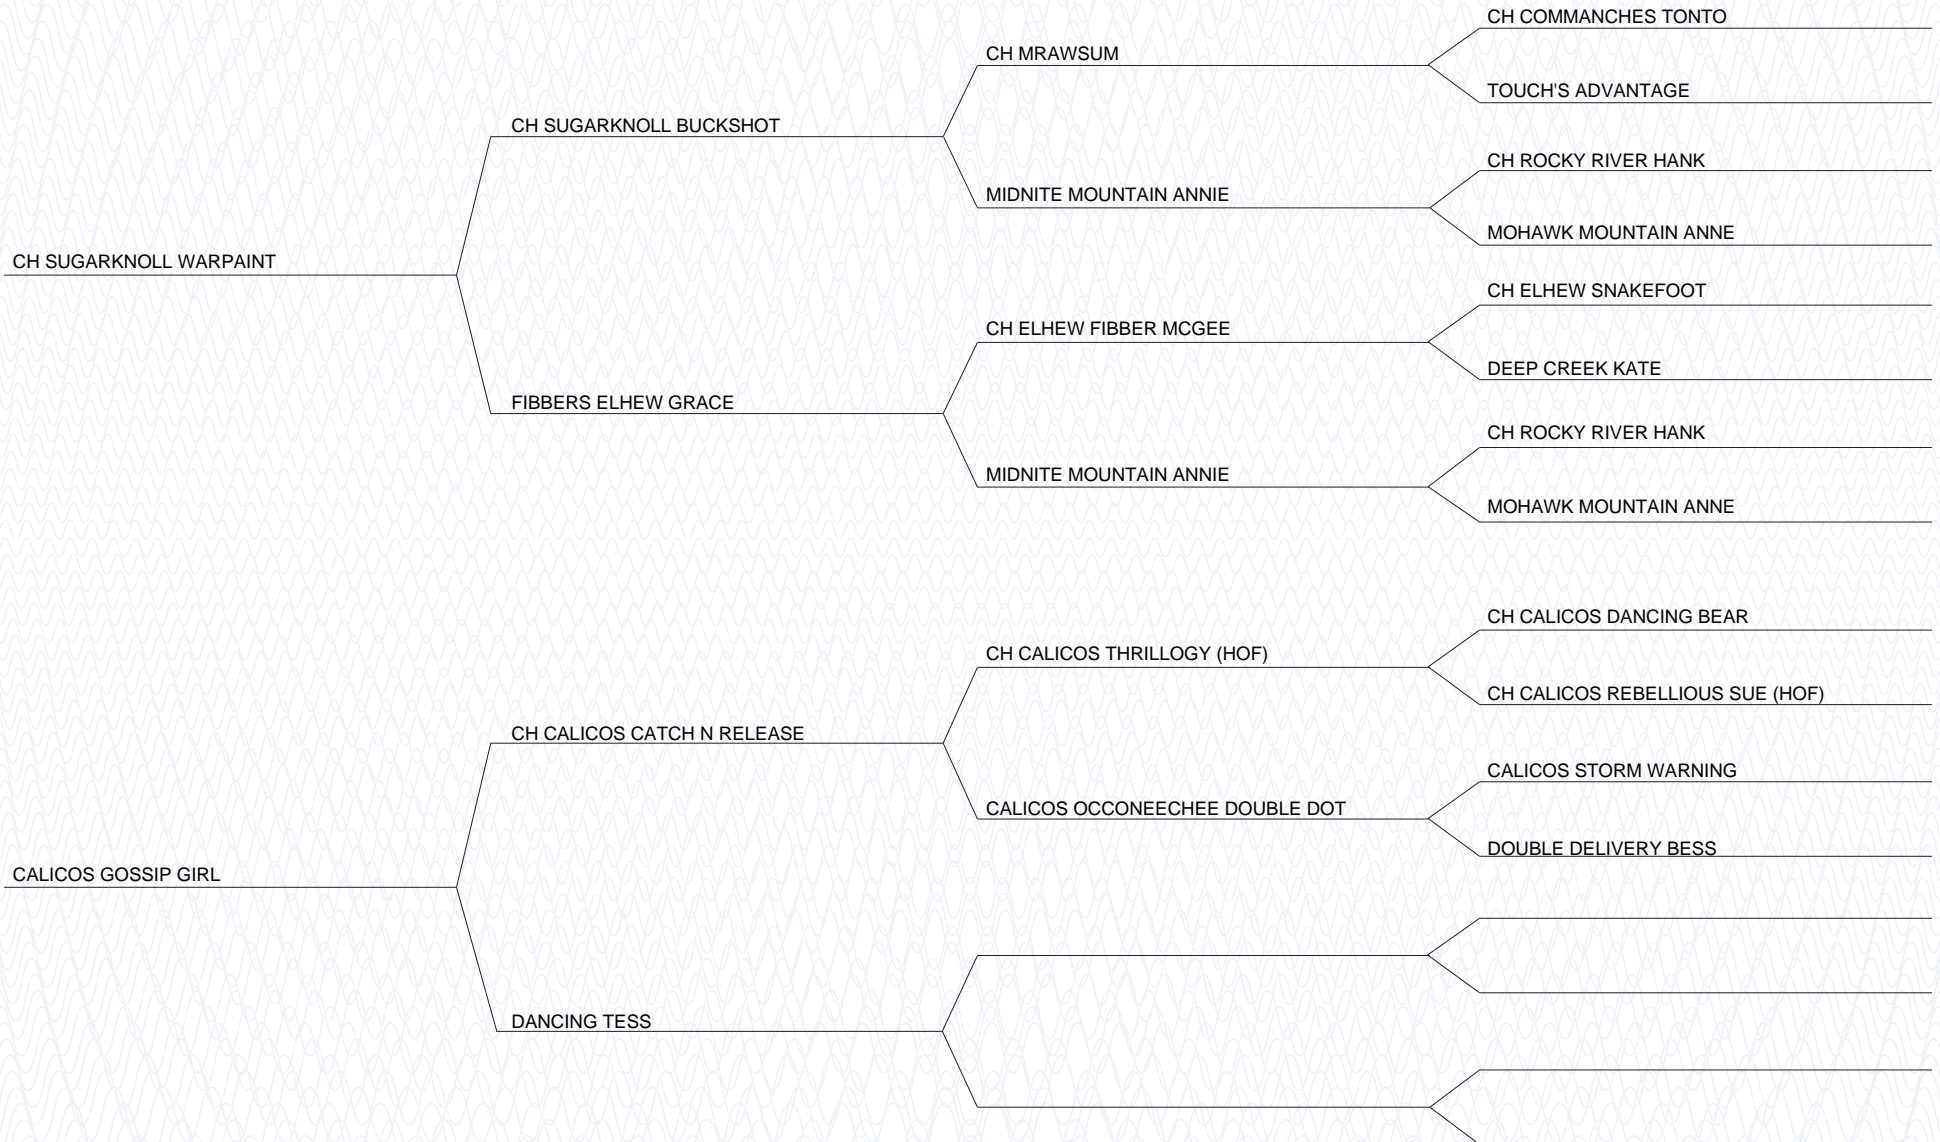 CH COMMANCHES TONTO
CH MRAWSUM
TOUCH'S ADVANTAGE
CH SUGARKNOLL BUCKSHOT
CH ROCKY RIVER HANK
MIDNITE MOUNTAIN ANNIE
MOHAWK MOUNTAIN ANNE
CH SUGARKNOLL WARPAINT
CH ELHEW SNAKEFOOT
CH ELHEW FIBBER MCGEE
DEEP CREEK KATE
FIBBERS ELHEW GRACE
CH ROCKY RIVER HANK
MIDNITE MOUNTAIN ANNIE
MOHAWK MOUNTAIN ANNE
CH CALICOS DANCING BEAR
CH CALICOS THRILLOGY (HOF)
CH CALICOS REBELLIOUS SUE (HOF)
CH CALICOS CATCH N RELEASE
CALICOS STORM WARNING
CALICOS OCCONEECHEE DOUBLE DOT
DOUBLE DELIVERY BESS
CALICOS GOSSIP GIRL
DANCING TESS